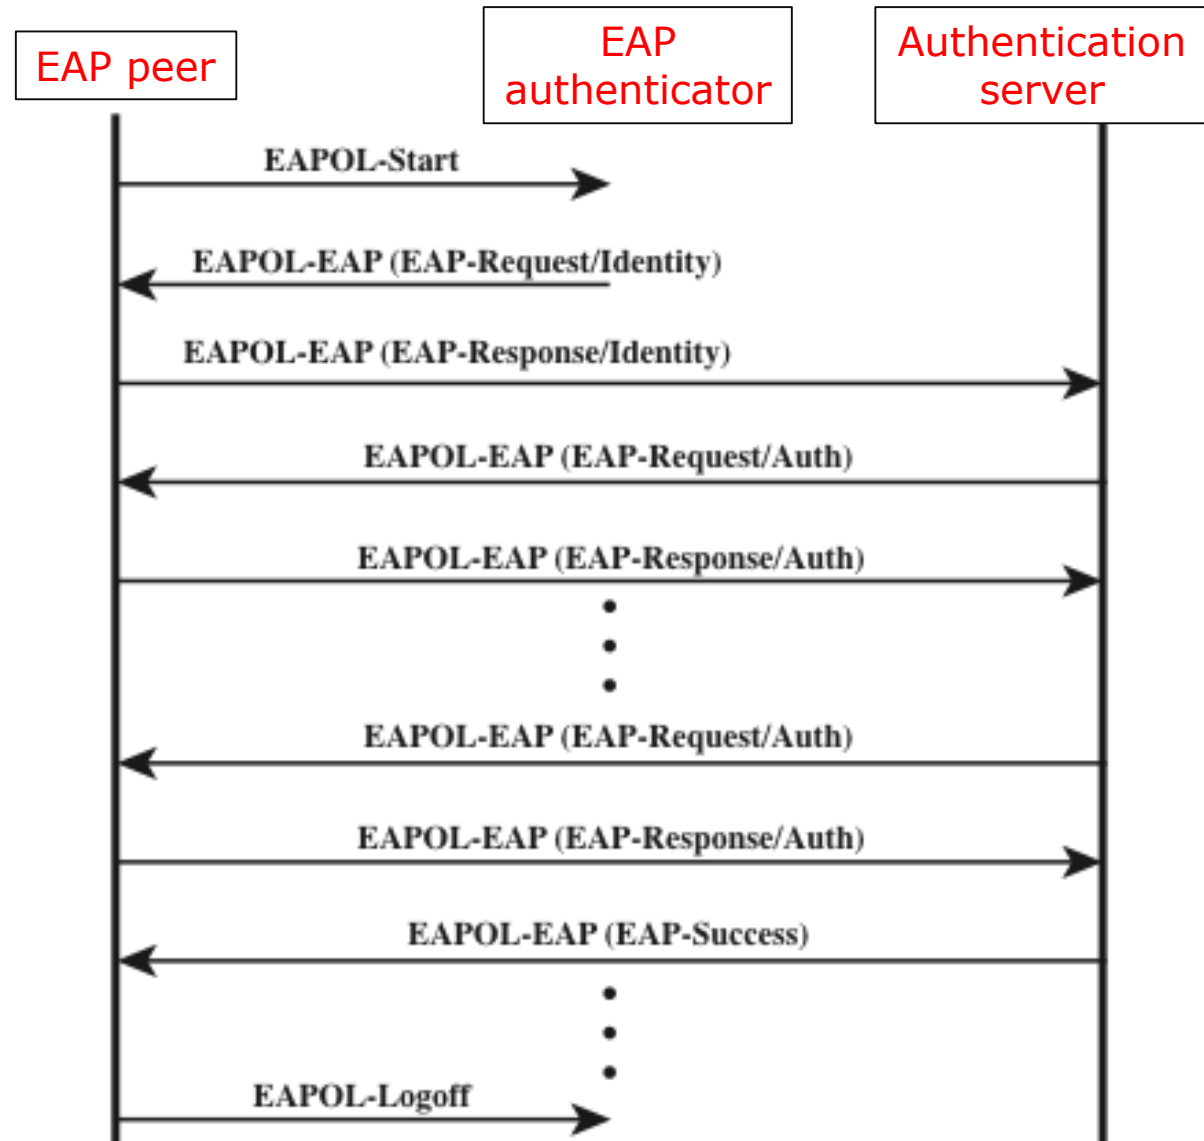 EAP peer
EAP
authenticator
Authentication
server
EAPOL-Start
EAPOL-EAP (EAP-Request/Identity)
EAPOL-EAP (EAP-Response/Identity)
EAPOL-EAP (EAP-Request/Auth)
EAPOL-EAP (EAP-Response/Auth)
EAPOL-EAP (EAP-Request/Auth)
EAPOL-EAP (EAP-Response/Auth)
EAPOL-EAP (EAP-Success)
EAPOL-Logoff